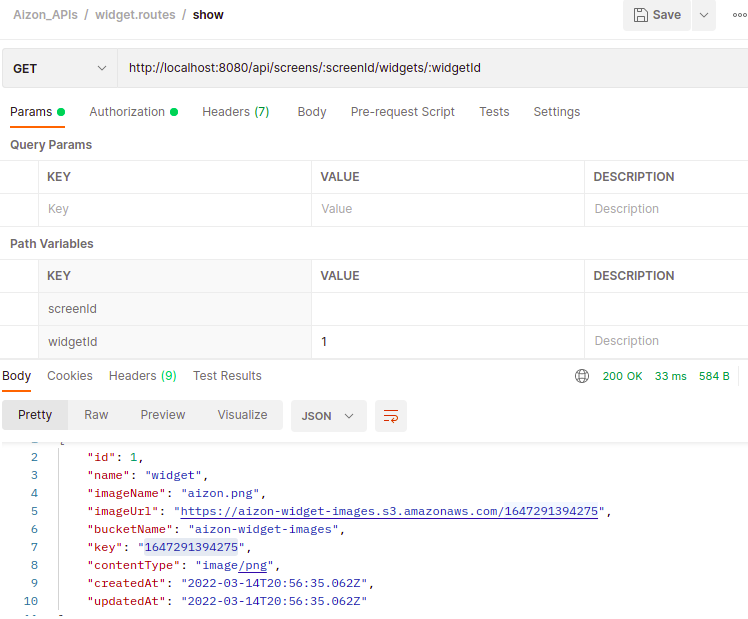 Aizon_APIs / widget.routes / show
Save
GET http://localhost:8080/api/screens/:screenId/widgets/:widgetId
Params Authorization Headers (7) Body Pre-request Script Tests Settings
Query Params
KEY VALUE DESCRIPTION
Key Value Description
Path Variables
KEY VALUE DESCRIPTION
screenId
widgetId 1 Description
Body Cookies Headers (9) Test Results 200 OK 33 ms 584 B
Pretty Raw Preview Visualize JSON
2 "id": 1,
3 "name": "widget",
4 "imageName": "aizon.png",
5 "imageUrl": "https://aizon-widget-images.s3.amazonaws.com/1647291394275",
6 "bucketName": "aizon-widget-images",
7 "key": "1647291394275",
8 "contentType": "image/png",
9 "createdAt": "2022-03-14T20:56:35.062Z",
10 "updatedAt": "2022-03-14T20:56:35.062Z"